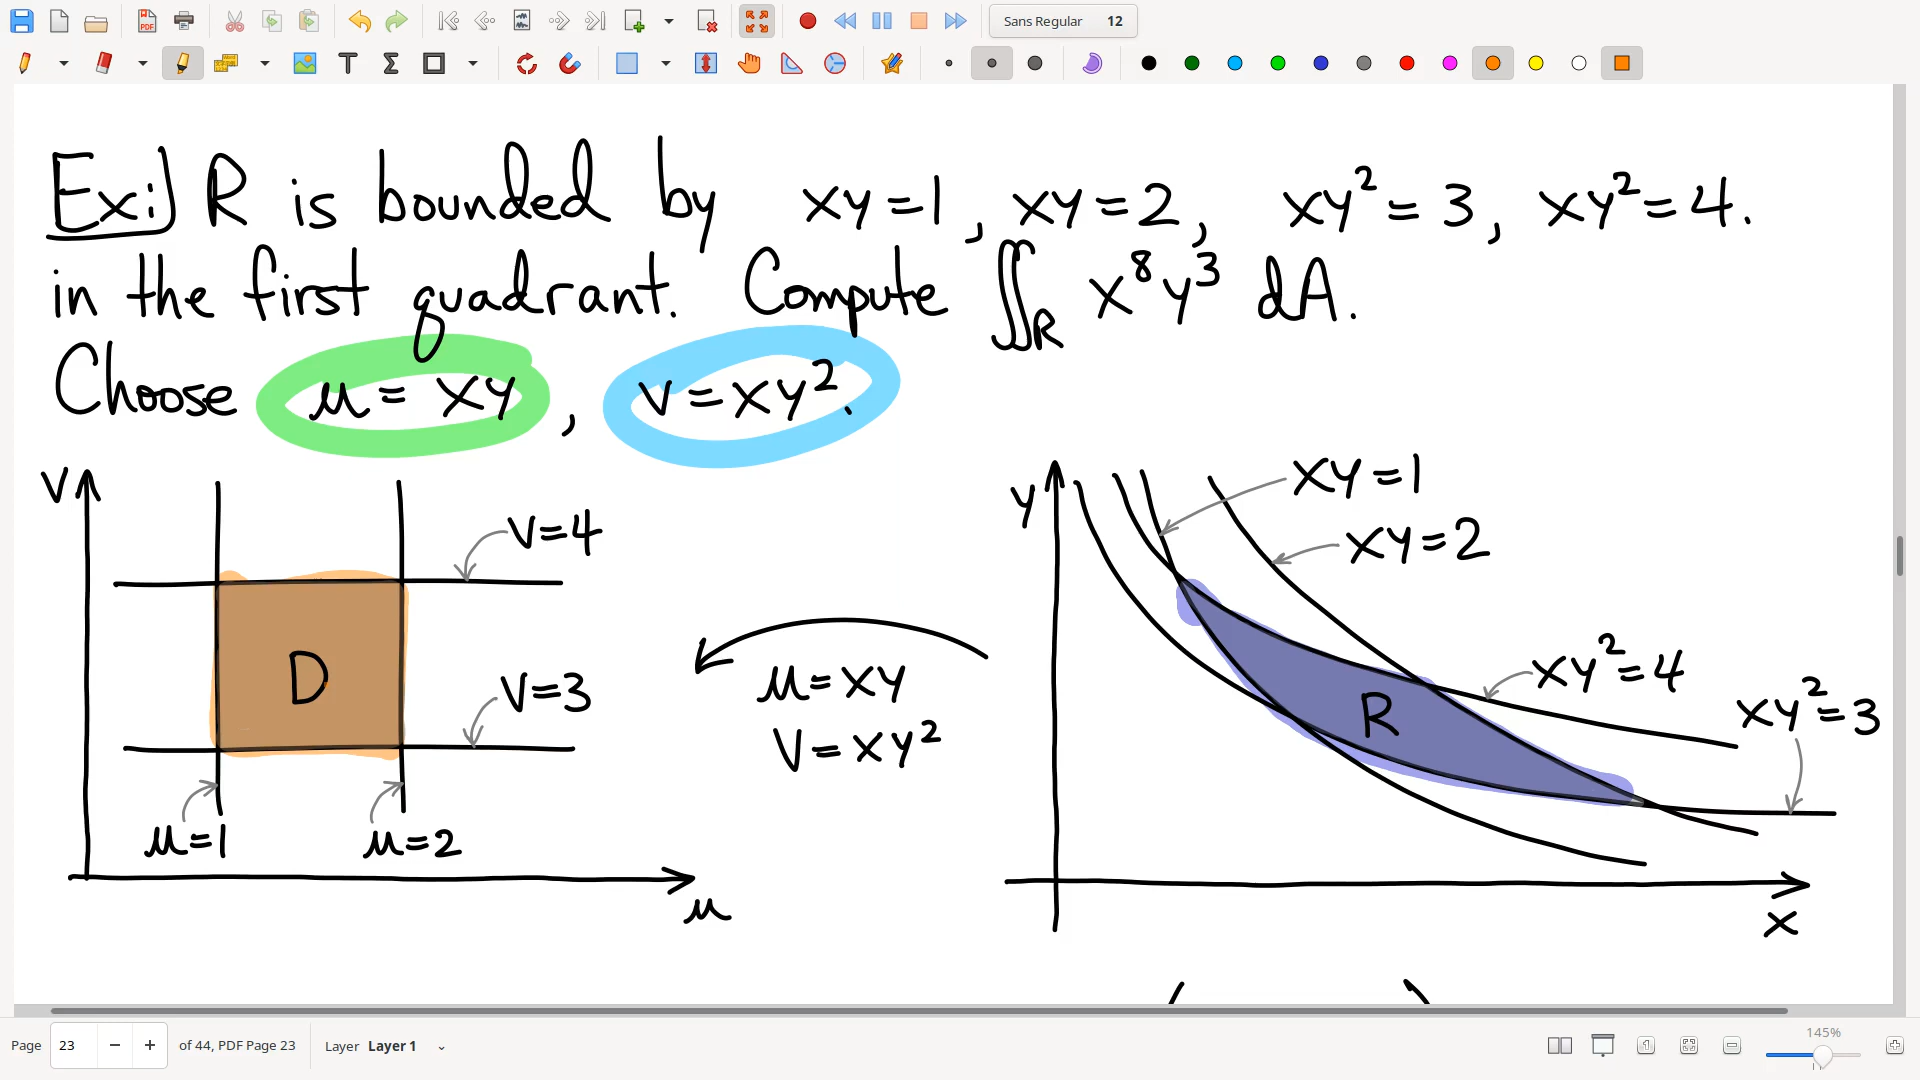 Sans Regular 12
Ex:) R is bounded by xy=1, xy=2, xy²=3, xy²=4.
in the first quadrant. Compute ∬_R x⁸y³ dA.
Choose u = xy, v=xy².
v
v=4
D
v=3
u=1
u=2
u
u=xy
v=xy²
y
xy=1
xy=2
xy²=4
xy²=3
R
x
Page 23 of 44, PDF Page 23 Layer Layer 1
145%